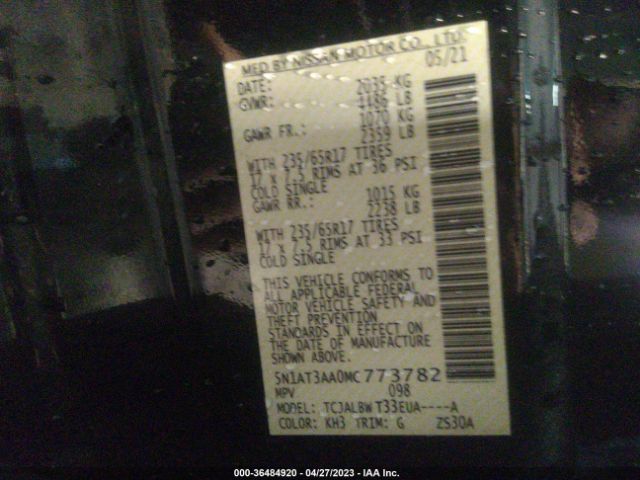 MFD BY NISSAN MOTOR CO., LTD
DATE: 05/21
GVWR: 2035 KG
4486 LB
GAWR FR.: 1070 KG
2359 LB
WITH 235/65R17 TIRES
17 x 7.5 RIMS AT 36 PSI
COLD SINGLE
GAWR RR.: 1015 KG
2238 LB
WITH 235/65R17 TIRES
17 x 7.5 RIMS AT 33 PSI
COLD SINGLE
THIS VEHICLE CONFORMS TO
ALL APPLICABLE FEDERAL
MOTOR VEHICLE SAFETY AND
THEFT PREVENTION
STANDARDS IN EFFECT ON
THE DATE OF MANUFACTURE
SHOWN ABOVE.
5N1AT3AA0MC773782
MPV 098
MODEL: TCJALBW T33EUA----A
COLOR: KH3 TRIM: G ZS30A
000-36484920 - 04/27/2023 - IAA Inc.